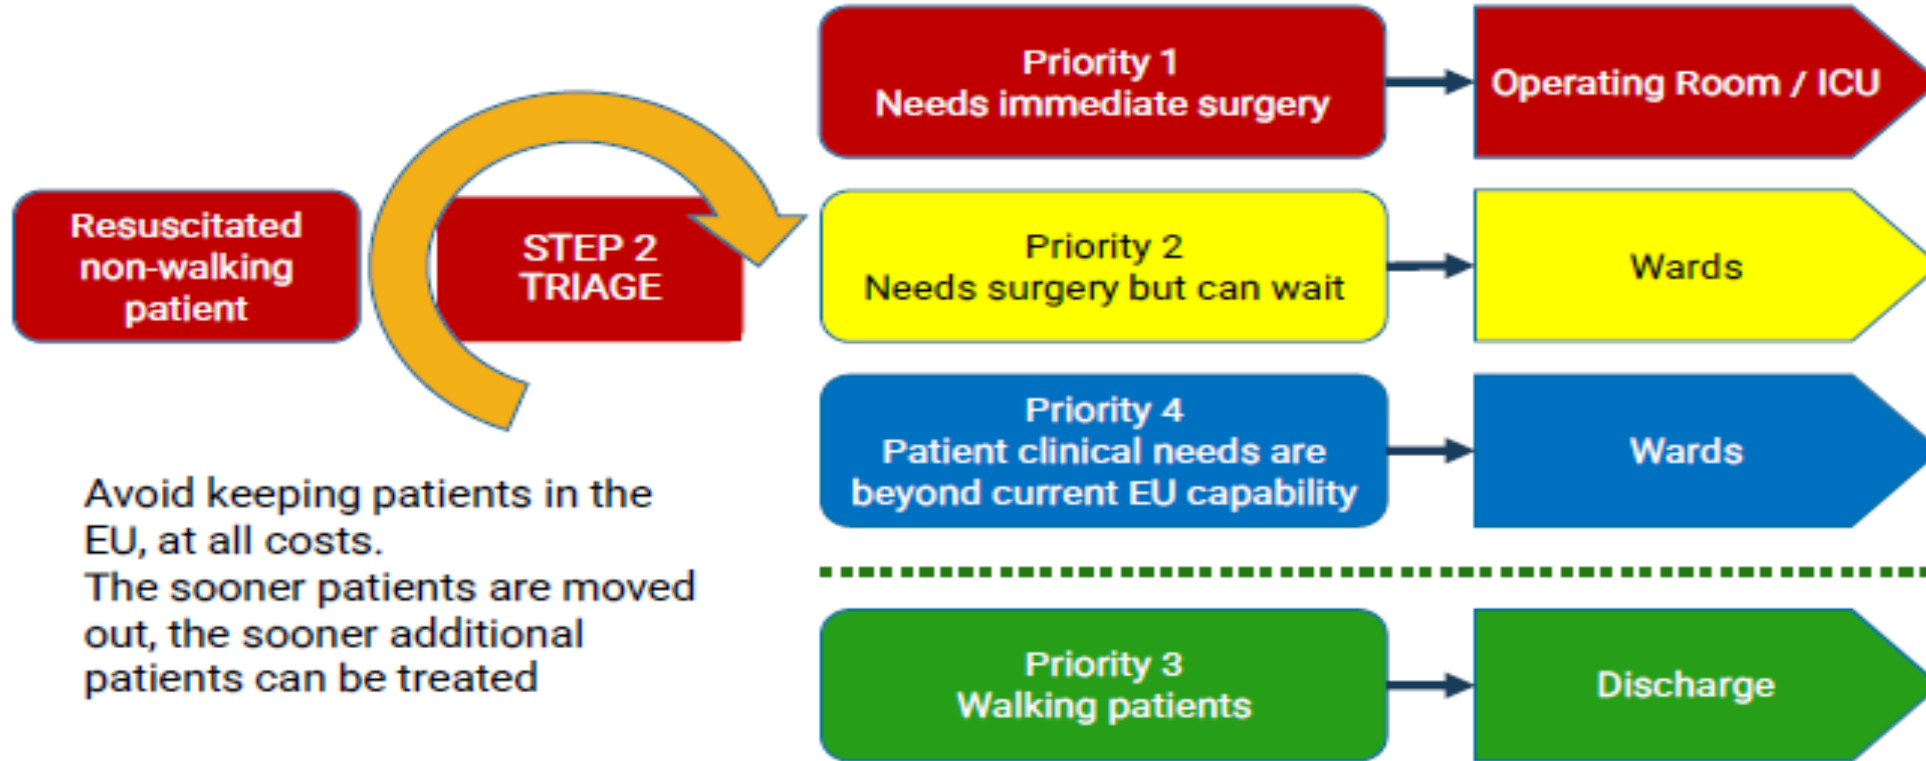 Priority 1
Needs immediate surgery
Operating Room / ICU
Resuscitated
non-walking
patient
STEP 2
TRIAGE
Priority 2
Needs surgery but can wait
Wards
Priority 4
Patient clinical needs are
beyond current EU capability
Wards
Avoid keeping patients in the
EU, at all costs.
The sooner patients are moved
out, the sooner additional
patients can be treated
Priority 3
Walking patients
Discharge